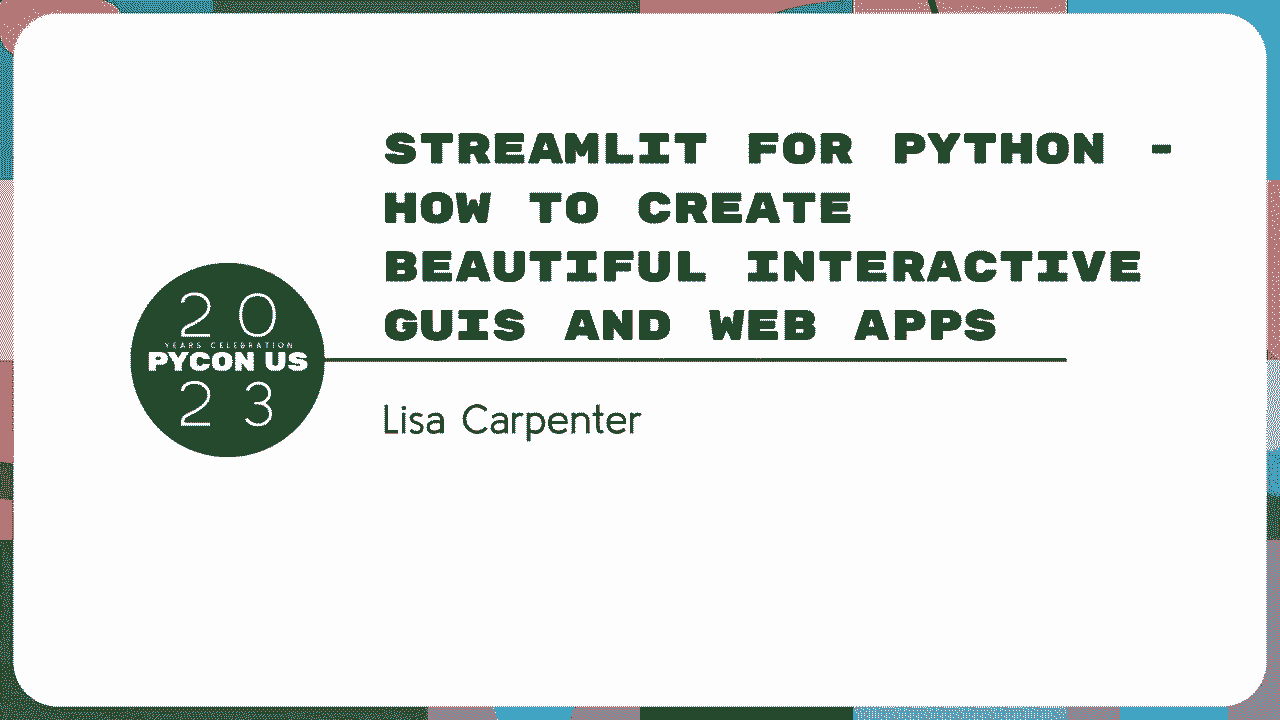 STREAMLIT FOR PYTHON -
HOW TO CREATE
BEAUTIFUL INTERACTIVE
GUIS AND WEB APPS
20
YEARS CELEBRATION
PYCON US
23
Lisa Carpenter